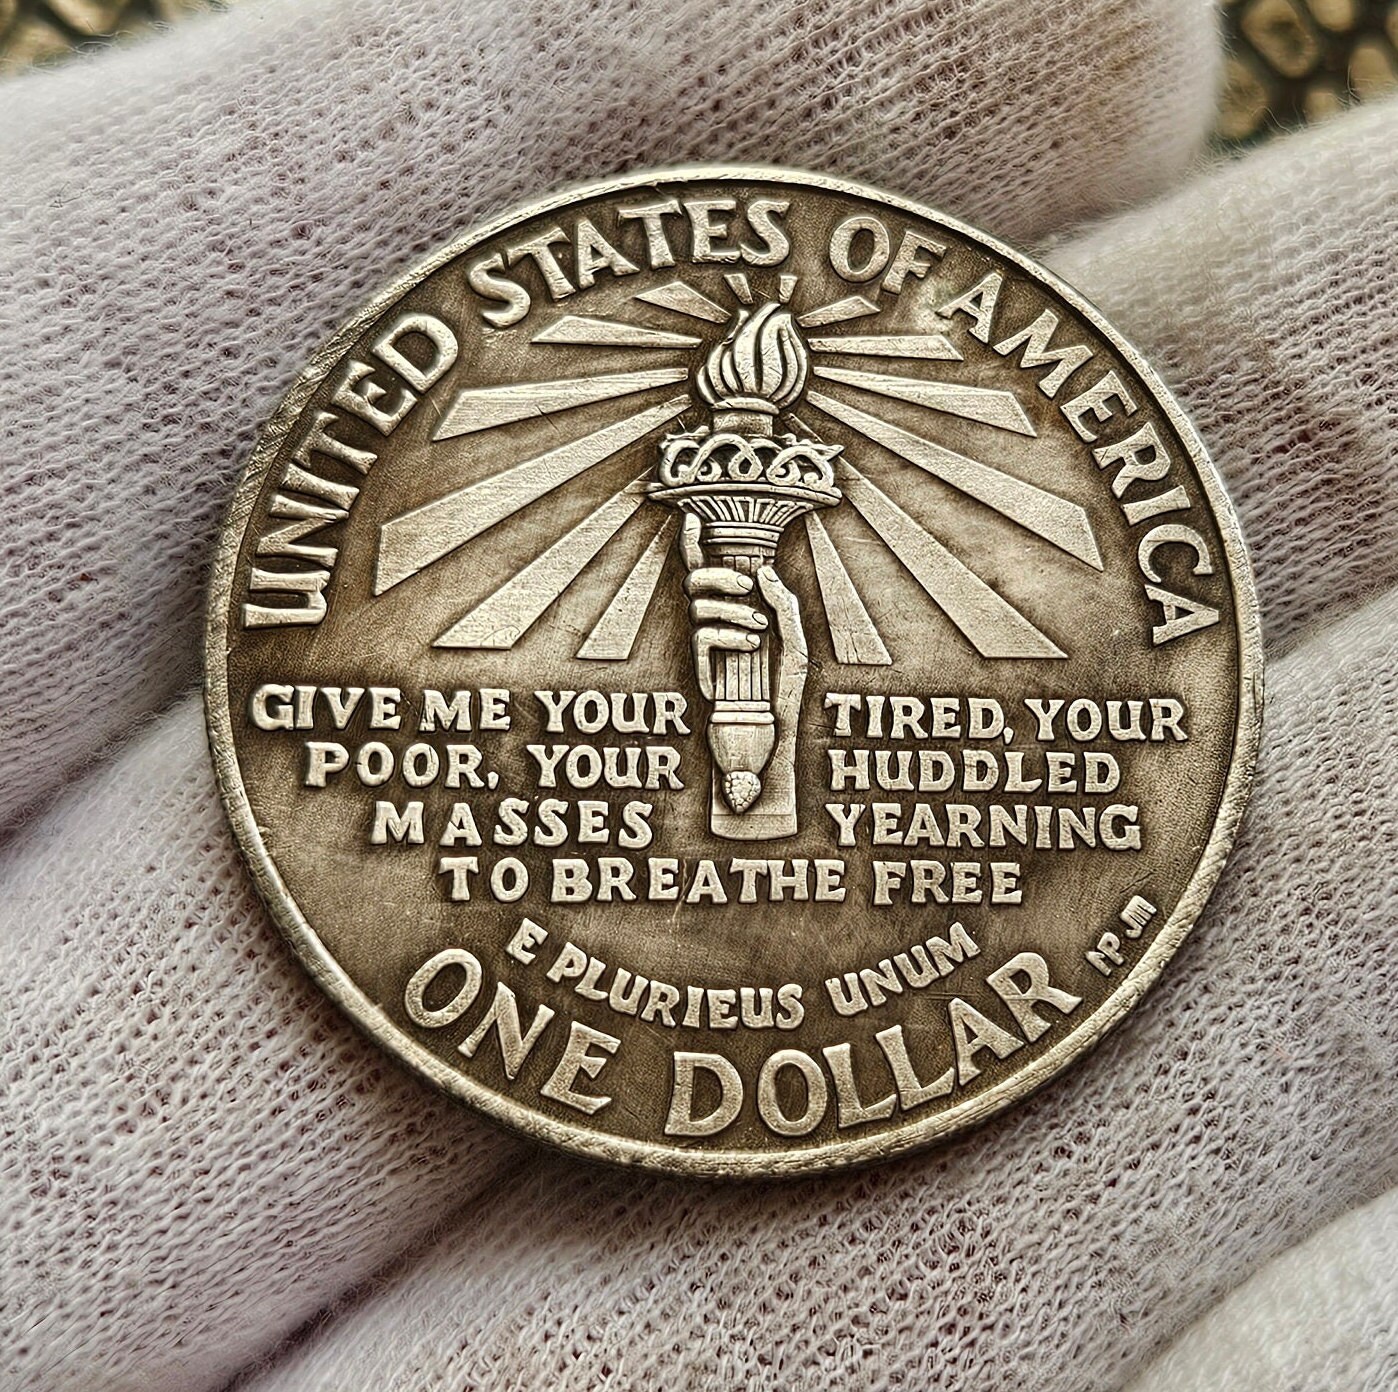 UNITED STATES OF AMERICA
GIVE ME YOUR TIRED, YOUR
POOR, YOUR HUDDLED
MASSES YEARNING
TO BREATHE FREE
E PLURIEUS UNUM
ONE DOLLAR